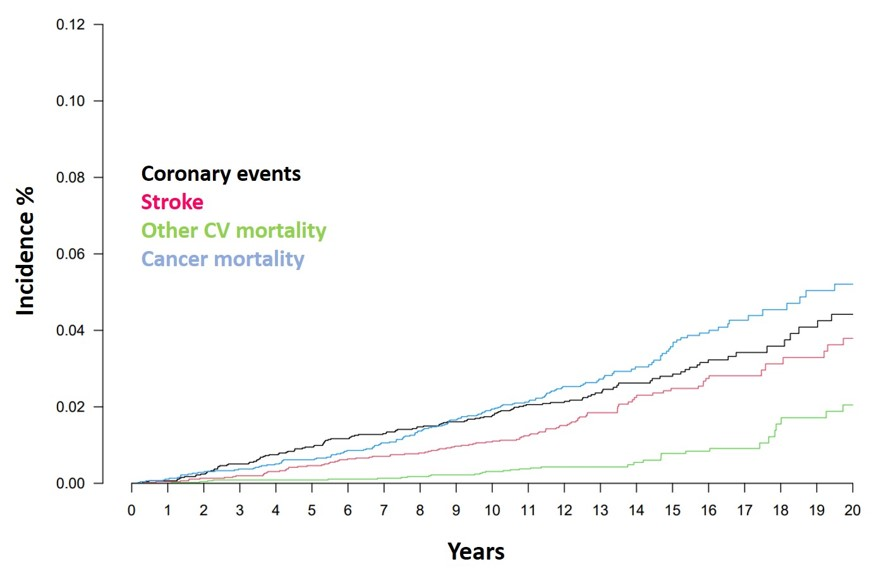 0.12
0.10
0.08
0.06
0.04
0.02
0.00
Incidence %
Coronary events
Stroke
Other CV mortality
Cancer mortality
0 1 2 3 4 5 6 7 8 9 10 11 12 13 14 15 16 17 18 19 20
Years